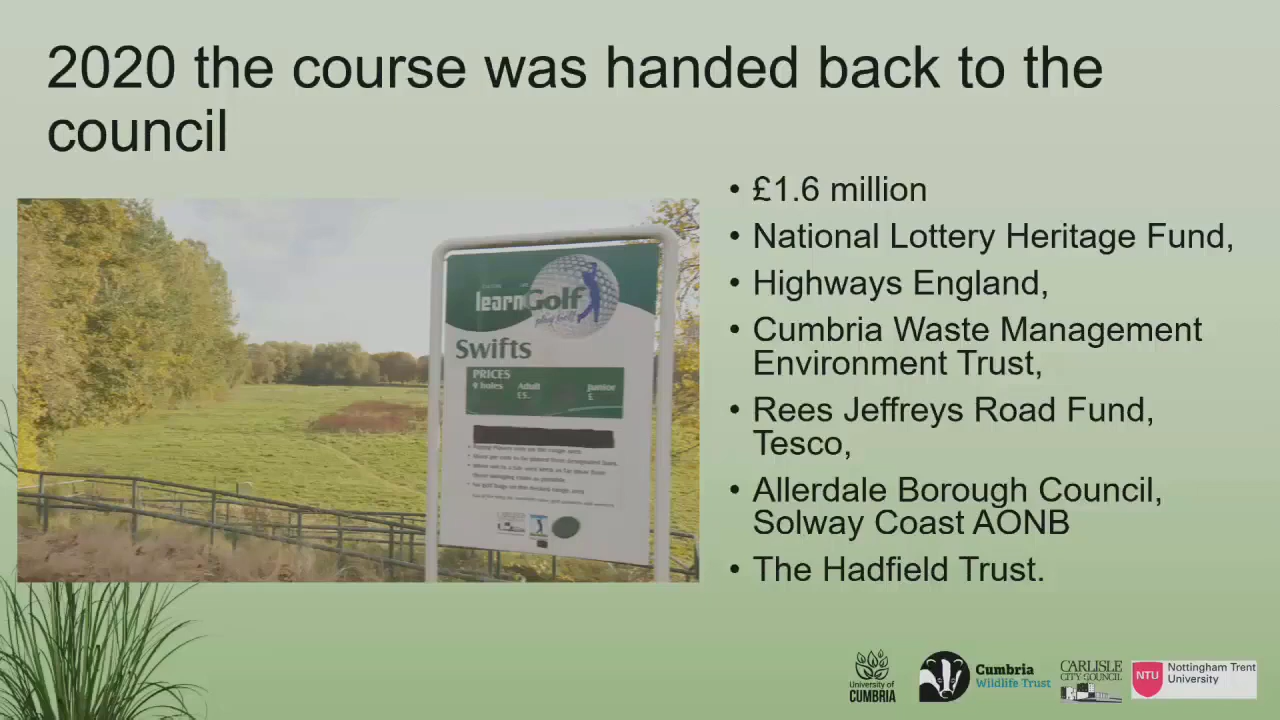 2020 the course was handed back to the
council
• £1.6 million
• National Lottery Heritage Fund,
• Highways England,
• Cumbria Waste Management
Environment Trust,
• Rees Jeffreys Road Fund,
Tesco,
• Allerdale Borough Council,
Solway Coast AONB
• The Hadfield Trust.
learnGolf
Swifts
PRICES
9 holes Adult Junior
University of
CUMBRIA
Cumbria
Wildlife Trust
CARLISLE
CITY COUNCIL
NTU
Nottingham Trent
University